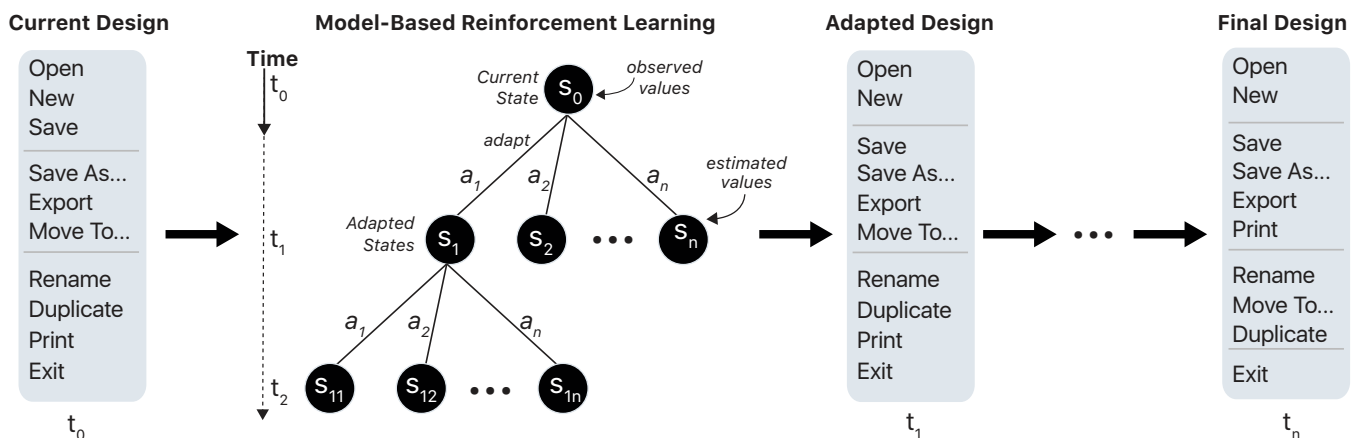 Current Design
Open
New
Save
Save As...
Export
Move To...
Rename
Duplicate
Print
Exit
t0
Model-Based Reinforcement Learning
Time
t0
t1
t2
Current
State
s0
observed
values
adapt
a1
a2
an
estimated
values
Adapted
States
s1
s2
•••
sn
a1
a2
an
s11
s12
•••
s1n
Adapted Design
Open
New
Save
Save As...
Export
Move To...
Rename
Duplicate
Print
Exit
t1
•••
Final Design
Open
New
Save
Save As...
Export
Print
Rename
Move To...
Duplicate
Exit
tn